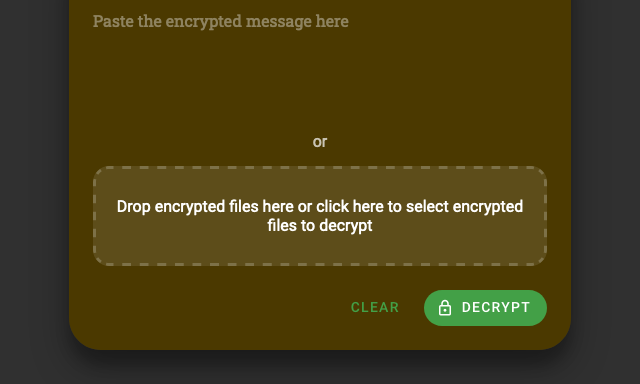 Paste the encrypted message here
or
Drop encrypted files here or click here to select encrypted
files to decrypt
CLEAR
DECRYPT